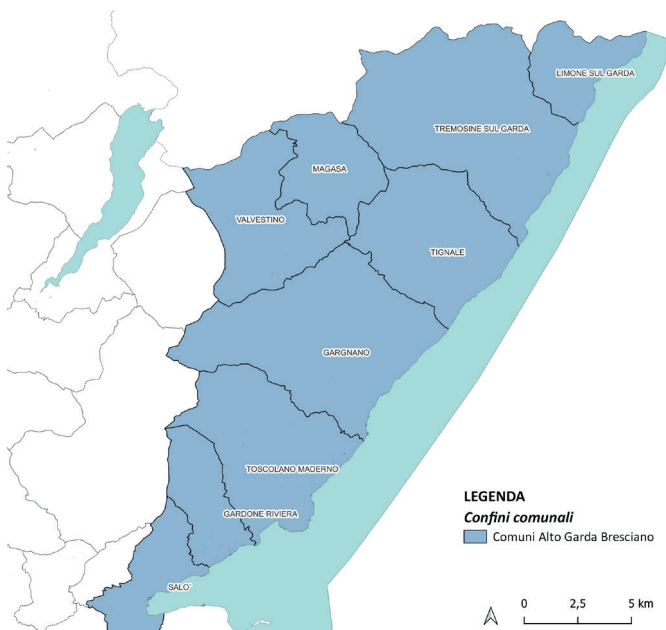 LIMONE SUL GARDA
TREMOSINE SUL GARDA
MAGASA
VALVESTINO
TIGNALE
GARGNANO
TOSCOLANO MADERNO
GARDONE RIVIERA
SALO'
LEGENDA
Confini comunali
Comuni Alto Garda Bresciano
0 2,5 5 km